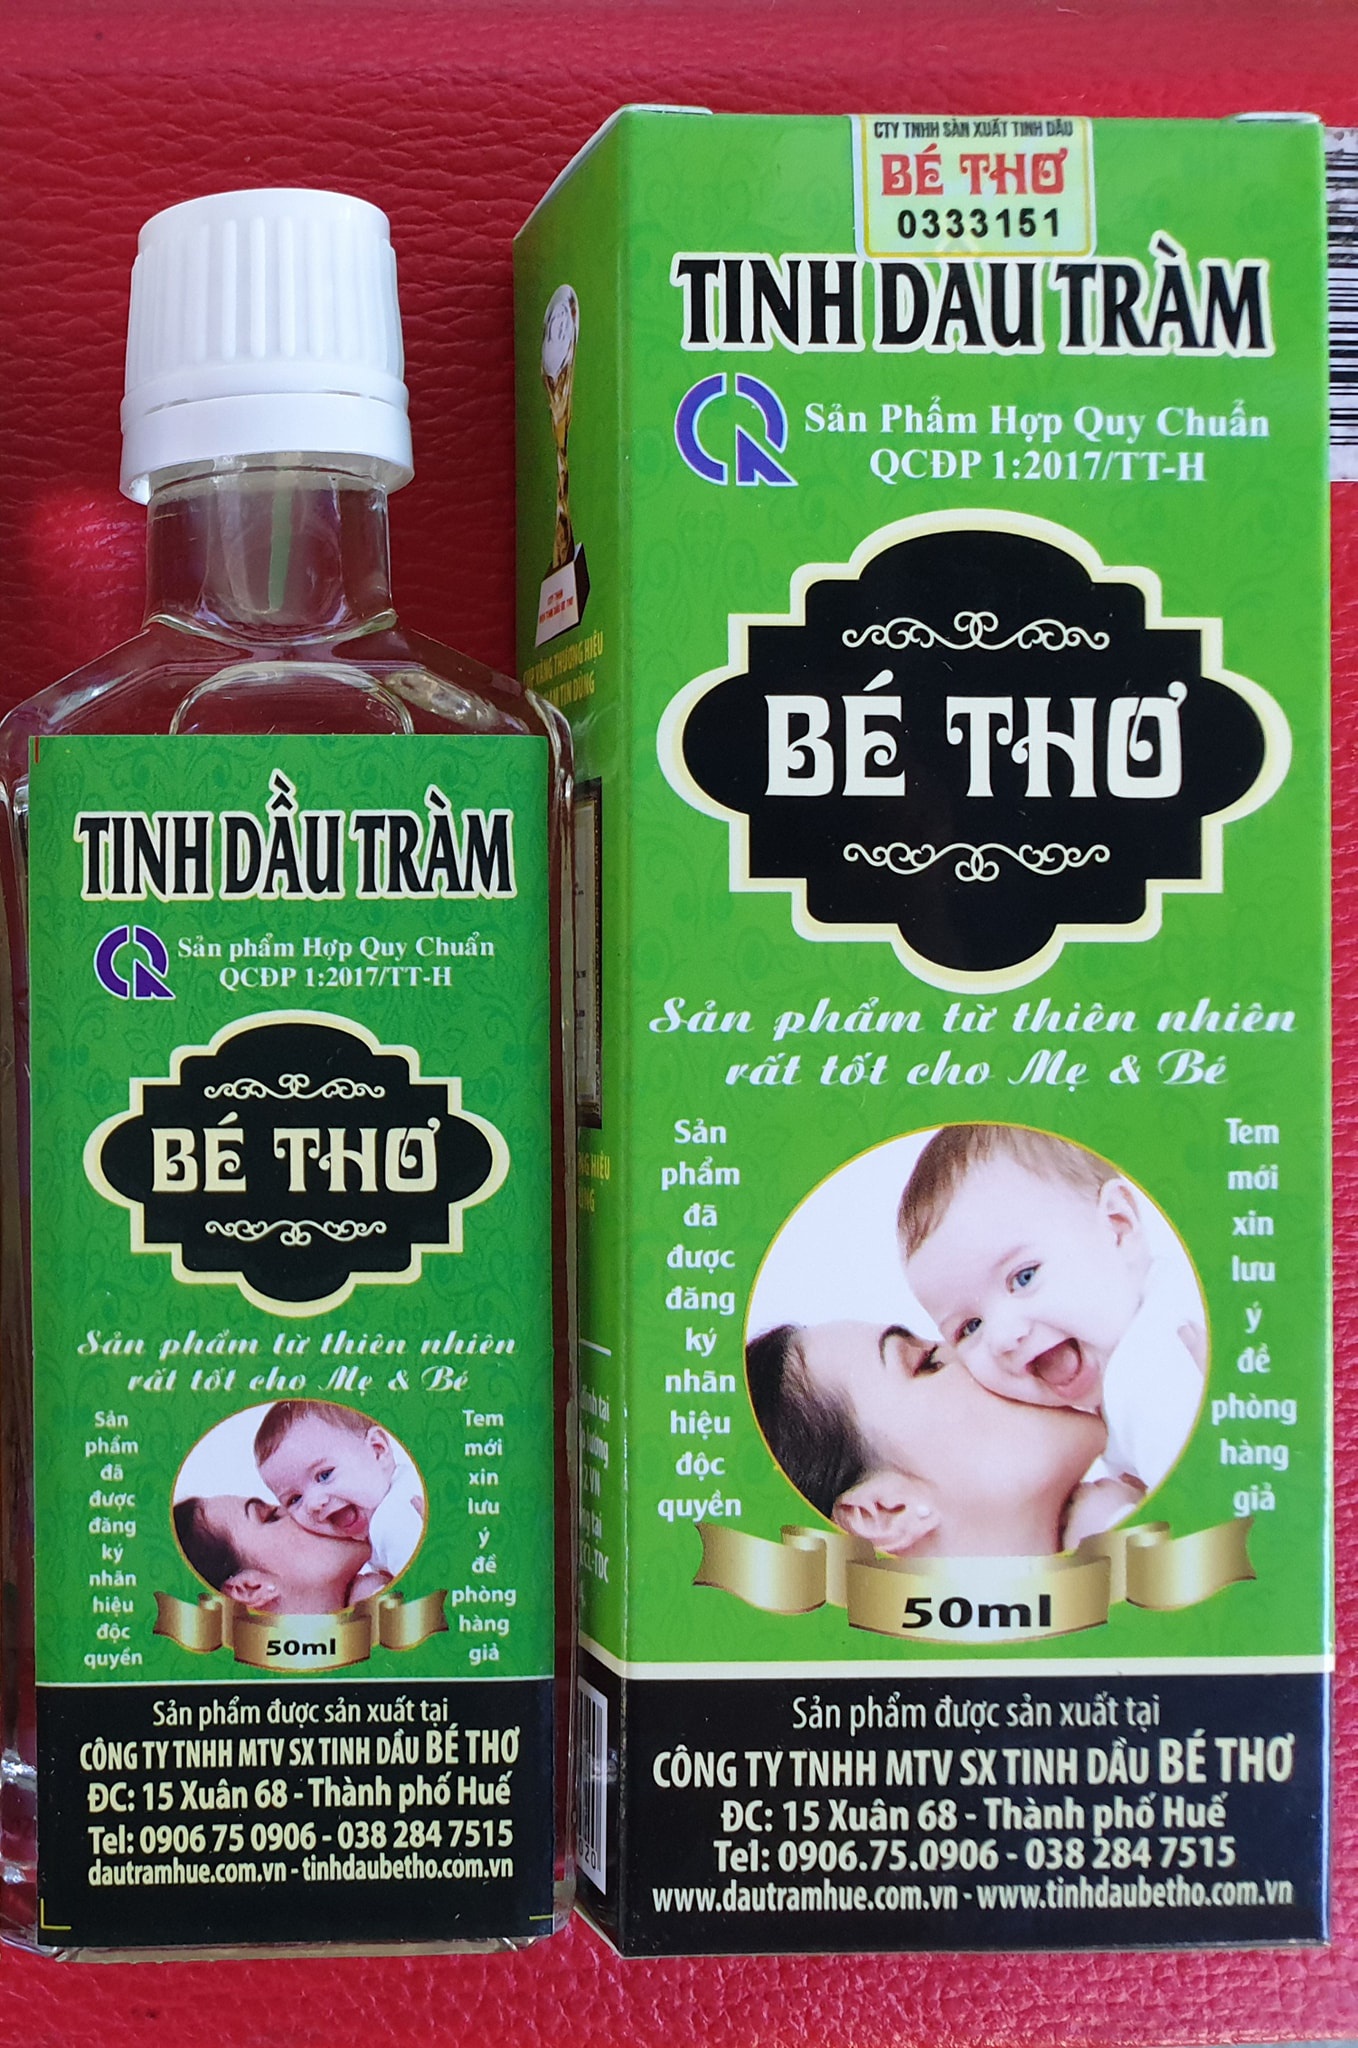 TINH DẦU TRÀM
Sản phẩm Hợp Quy Chuẩn
QCĐP 1:2017/TT-H
BÉ THƠ
Sản phẩm từ thiên nhiên
rất tốt cho Mẹ & Bé
Sản
phẩm
đã
được
đăng
ký
nhãn
hiệu
độc
quyền
Tem
mới
xin
lưu
ý
đề
phòng
hàng
giả
50ml
Sản phẩm được sản xuất tại
CÔNG TY TNHH MTV SX TINH DẦU BÉ THƠ
ĐC: 15 Xuân 68 - Thành phố Huế
Tel: 0906 75 0906 - 038 284 7515
dautramhue.com.vn - tinhdaubetho.com.vn
CTY TNHH SẢN XUẤT TINH DẦU
BÉ THƠ
0333151
TINH DẦU TRÀM
Sản Phẩm Hợp Quy Chuẩn
QCĐP 1:2017/TT-H
BÉ THƠ
Sản phẩm từ thiên nhiên
rất tốt cho Mẹ & Bé
Sản
phẩm
đã
được
đăng
ký
nhãn
hiệu
độc
quyền
Tem
mới
xin
lưu
ý
đề
phòng
hàng
giả
50ml
Sản phẩm được sản xuất tại
CÔNG TY TNHH MTV SX TINH DẦU BÉ THƠ
ĐC: 15 Xuân 68 - Thành phố Huế
Tel: 0906.75.0906 - 038 284 7515
www.dautramhue.com.vn - www.tinhdaubetho.com.vn
VÀNG THƯƠNG HIỆU
TIN DÙNG